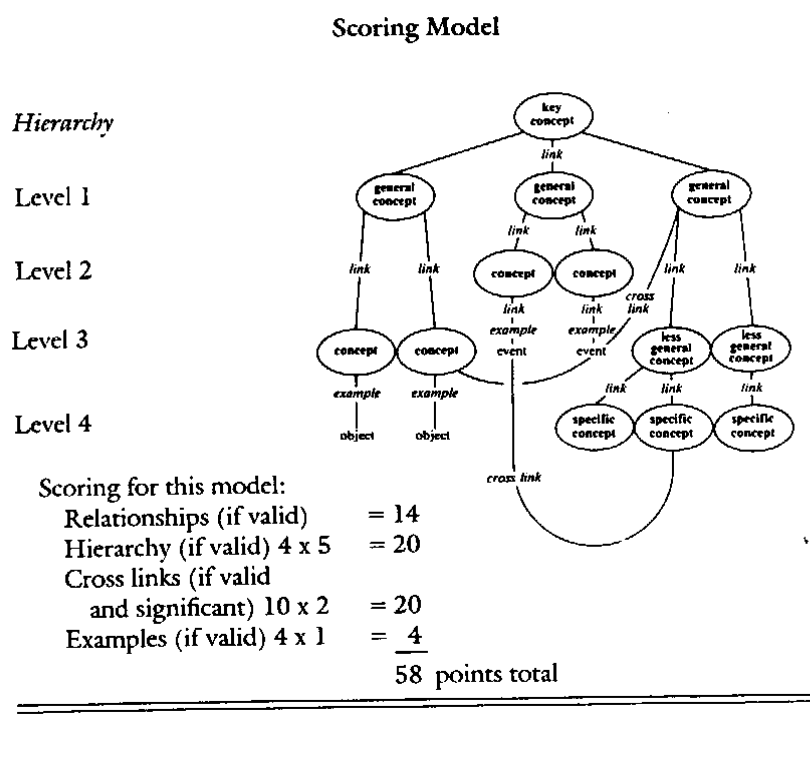 Scoring Model
Hierarchy
key
concept
link
Level 1
general
concept
general
concept
general
concept
link
link
Level 2
link
link
concept
concept
link
link
cross
link
link
link
example
example
Level 3
concept
concept
event
event
less
general
concept
less
general
concept
example
example
link
link
link
Level 4
object
object
specific
concept
specific
concept
specific
concept
cross link
Scoring for this model:
Relationships (if valid) = 14
Hierarchy (if valid) 4 x 5 = 20
Cross links (if valid
and significant) 10 x 2 = 20
Examples (if valid) 4 x 1 = 4
58 points total